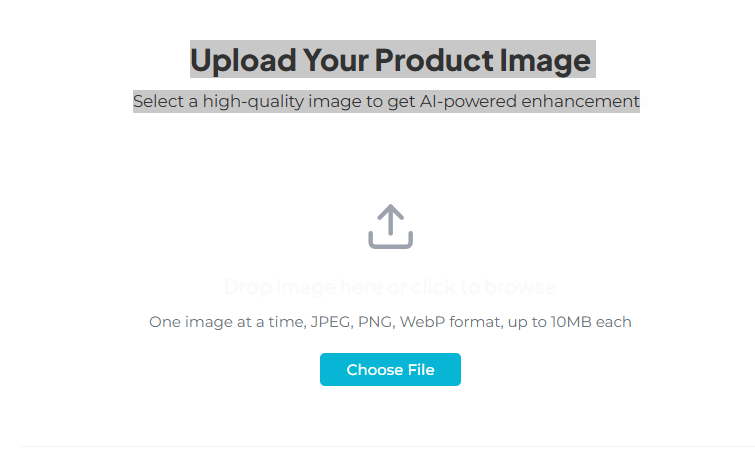 Upload Your Product Image
Select a high-quality image to get AI-powered enhancement
Drop image here or click to browse
One image at a time, JPEG, PNG, WebP format, up to 10MB each
Choose File